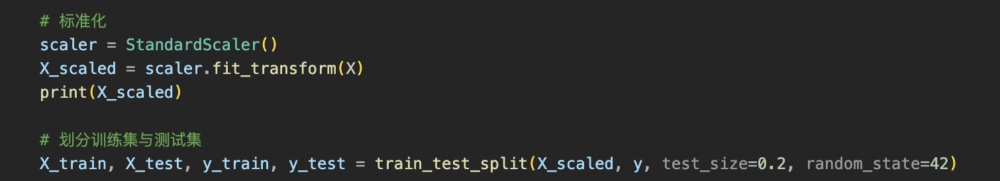 # 标准化
scaler = StandardScaler()
X_scaled = scaler.fit_transform(X)
print(X_scaled)
# 划分训练集与测试集
X_train, X_test, y_train, y_test = train_test_split(X_scaled, y, test_size=0.2, random_state=42)